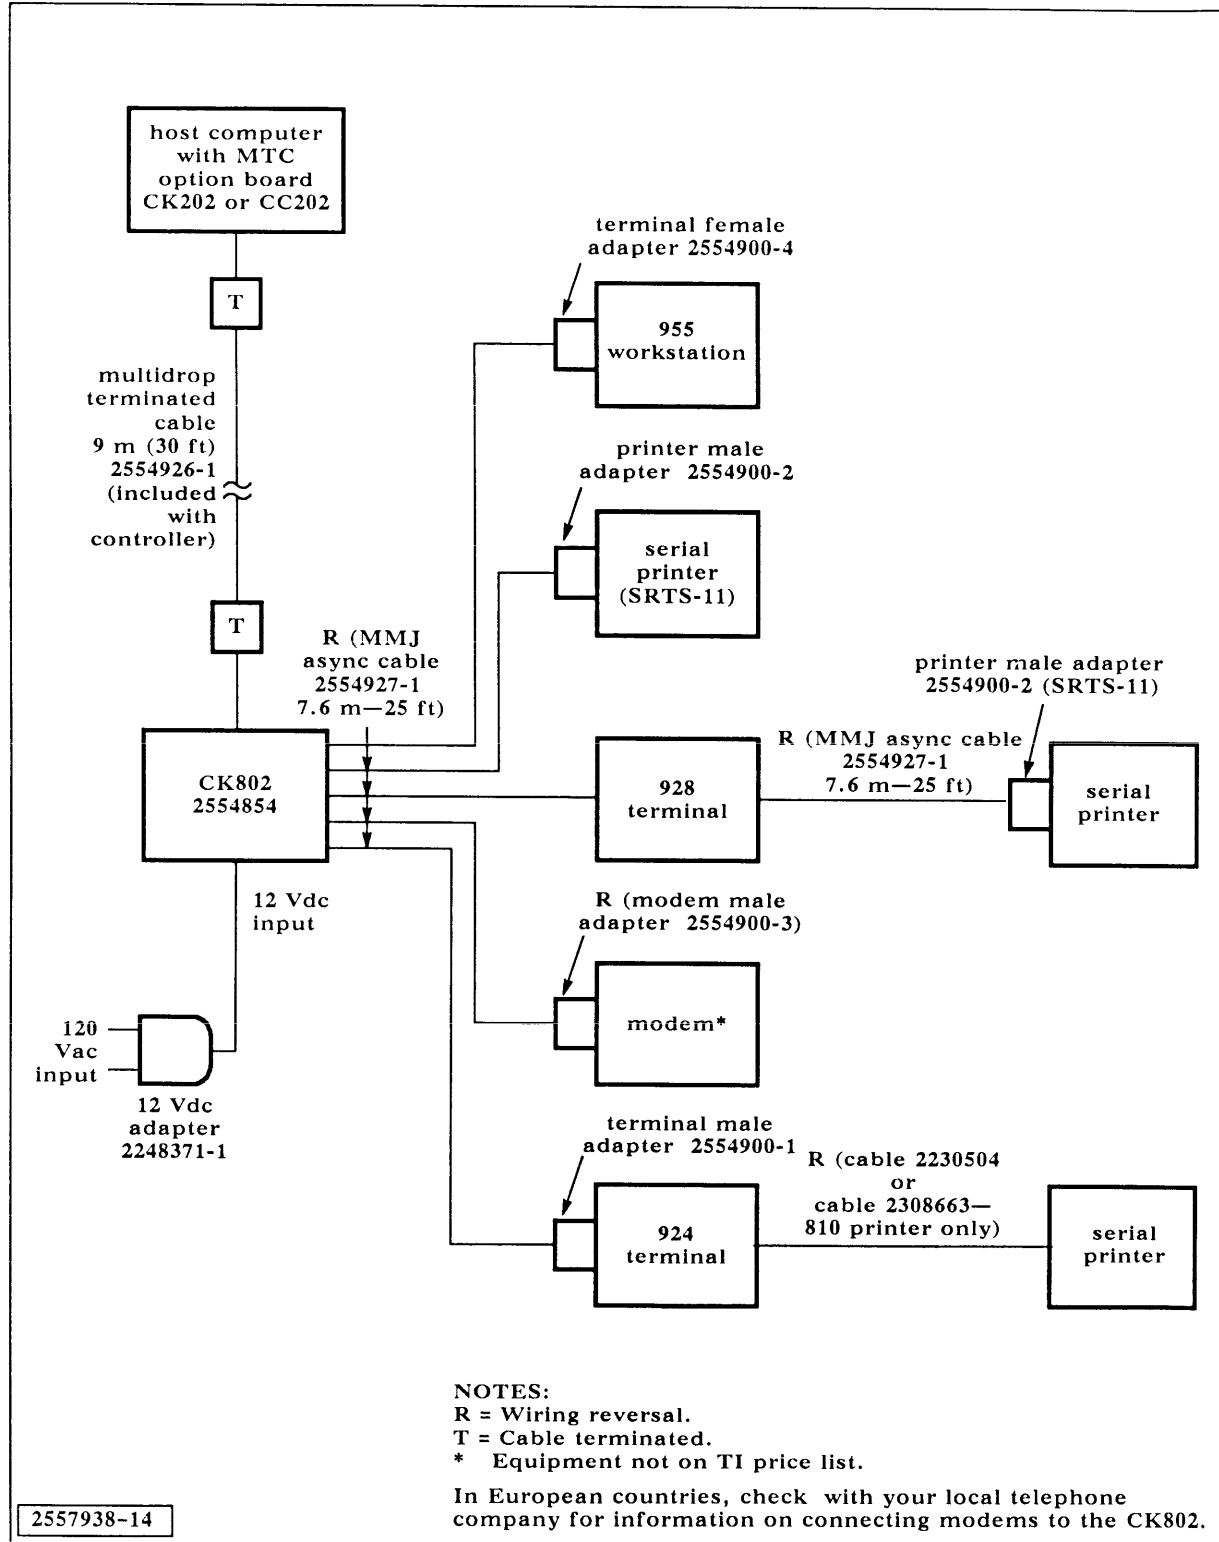 host computer
with MTC
option board
CK202 or CC202
T
multidrop
terminated
cable
9 m (30 ft)
2554926-1
(included
with
controller)
T
terminal female
adapter 2554900-4
955
workstation
printer male
adapter 2554900-2
serial
printer
(SRTS-11)
R (MMJ
async cable
2554927-1
7.6 m—25 ft)
CK802
2554854
928
terminal
R (MMJ async cable
2554927-1
7.6 m—25 ft)
printer male adapter
2554900-2 (SRTS-11)
serial
printer
12 Vdc
input
120
Vac
input
12 Vdc
adapter
2248371-1
R (modem male
adapter 2554900-3)
modem*
terminal male
adapter 2554900-1
924
terminal
R (cable 2230504
or
cable 2308663—
810 printer only)
serial
printer
NOTES:
R = Wiring reversal.
T = Cable terminated.
* Equipment not on TI price list.
In European countries, check with your local telephone
company for information on connecting modems to the CK802.
2557938-14